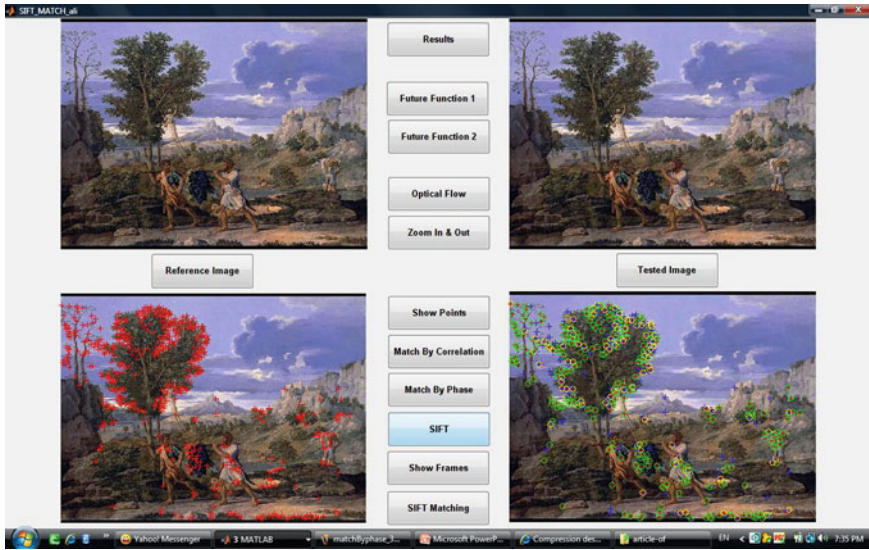 SIFT_MATCH_ali
Results
Future Function 1
Future Function 2
Optical Flow
Zoom In & Out
Reference Image
Tested Image
Show Points
Match By Correlation
Match By Phase
SIFT
Show Frames
SIFT Matching
Yahoo! Messenger
3 MATLAB
matchByphase_3...
Microsoft PowerP...
Compression des...
article-of
EN
7:35 PM